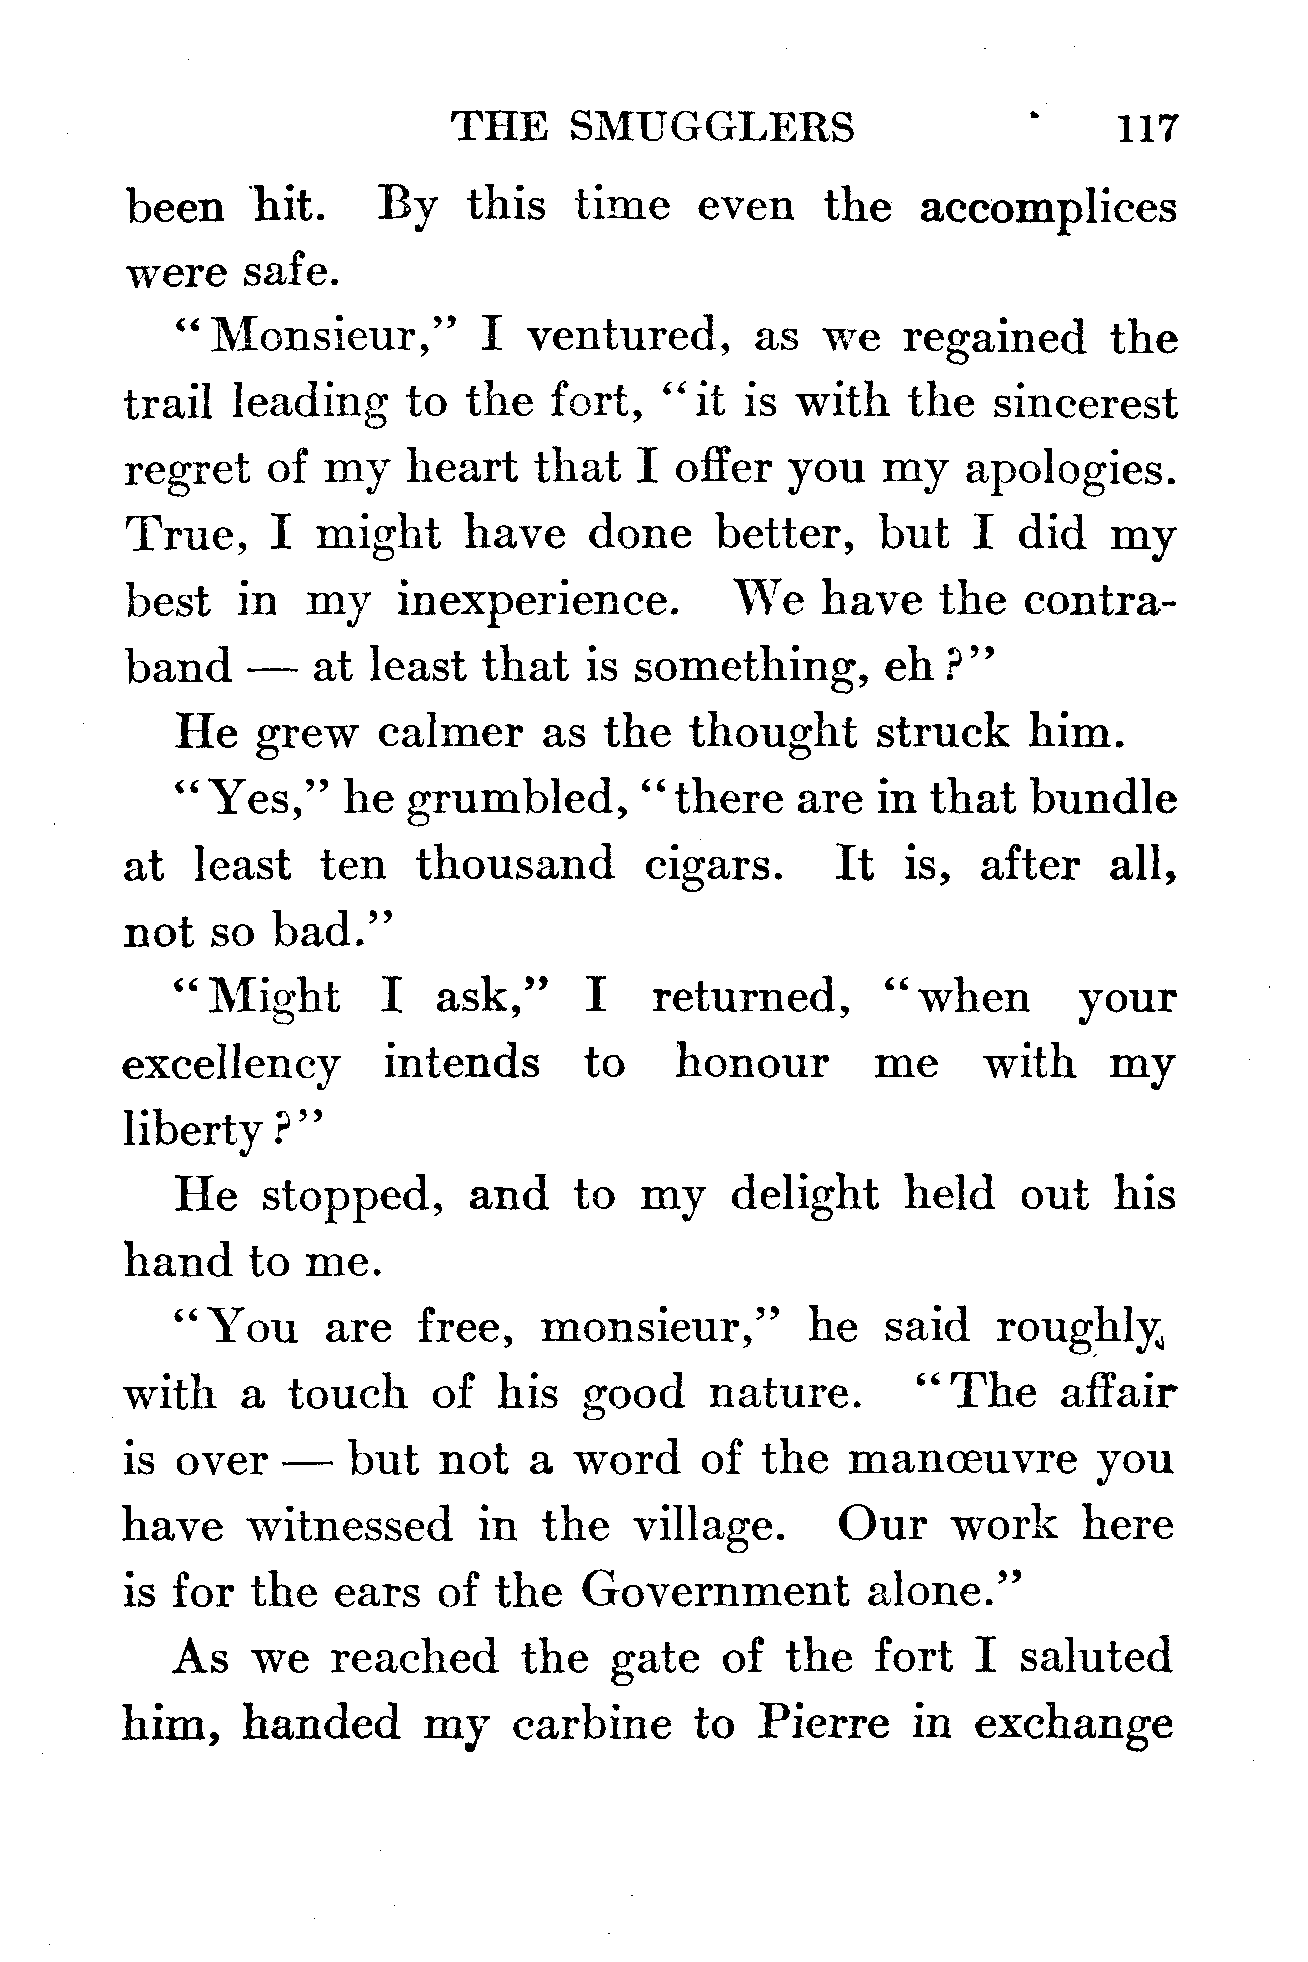 THE SMUGGLERS 117
been hit. By this time even the accomplices
were safe.
“Monsieur,” I ventured, as we regained the
trail leading to the fort, “it is with the sincerest
regret of my heart that I offer you my apologies.
True, I might have done better, but I did my
best in my inexperience. We have the contra-
band — at least that is something, eh?”
He grew calmer as the thought struck him.
“Yes,” he grumbled, “there are in that bundle
at least ten thousand cigars. It is, after all,
not so bad.”
“Might I ask,” I returned, “when your
excellency intends to honour me with my
liberty?”
He stopped, and to my delight held out his
hand to me.
“You are free, monsieur,” he said roughly,
with a touch of his good nature. “The affair
is over — but not a word of the manœuvre you
have witnessed in the village. Our work here
is for the ears of the Government alone.”
As we reached the gate of the fort I saluted
him, handed my carbine to Pierre in exchange